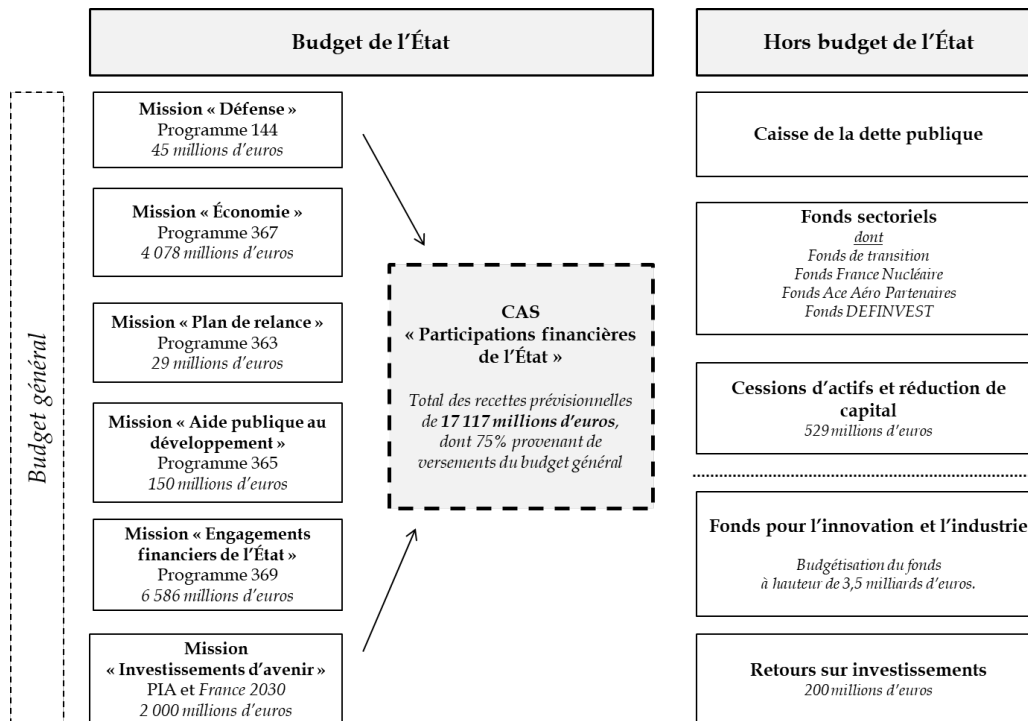 Budget de l'État
Hors budget de l'État
Budget général
Mission « Défense »
Programme 144
45 millions d'euros
Mission « Économie »
Programme 367
4 078 millions d'euros
Mission « Plan de relance »
Programme 363
29 millions d'euros
Mission « Aide publique au
développement »
Programme 365
150 millions d'euros
Mission « Engagements
financiers de l'État »
Programme 369
6 586 millions d'euros
Mission
« Investissements d'avenir »
PIA et France 2030
2 000 millions d'euros
CAS
« Participations financières
de l'État »
Total des recettes prévisionnelles
de 17 117 millions d'euros,
dont 75% provenant de
versements du budget général
Caisse de la dette publique
Fonds sectoriels
dont
Fonds de transition
Fonds France Nucléaire
Fonds Ace Aéro Partenaires
Fonds DEFINVEST
Cessions d'actifs et réduction de
capital
529 millions d'euros
Fonds pour l'innovation et l'industrie
Budgétisation du fonds
à hauteur de 3,5 milliards d'euros.
Retours sur investissements
200 millions d'euros